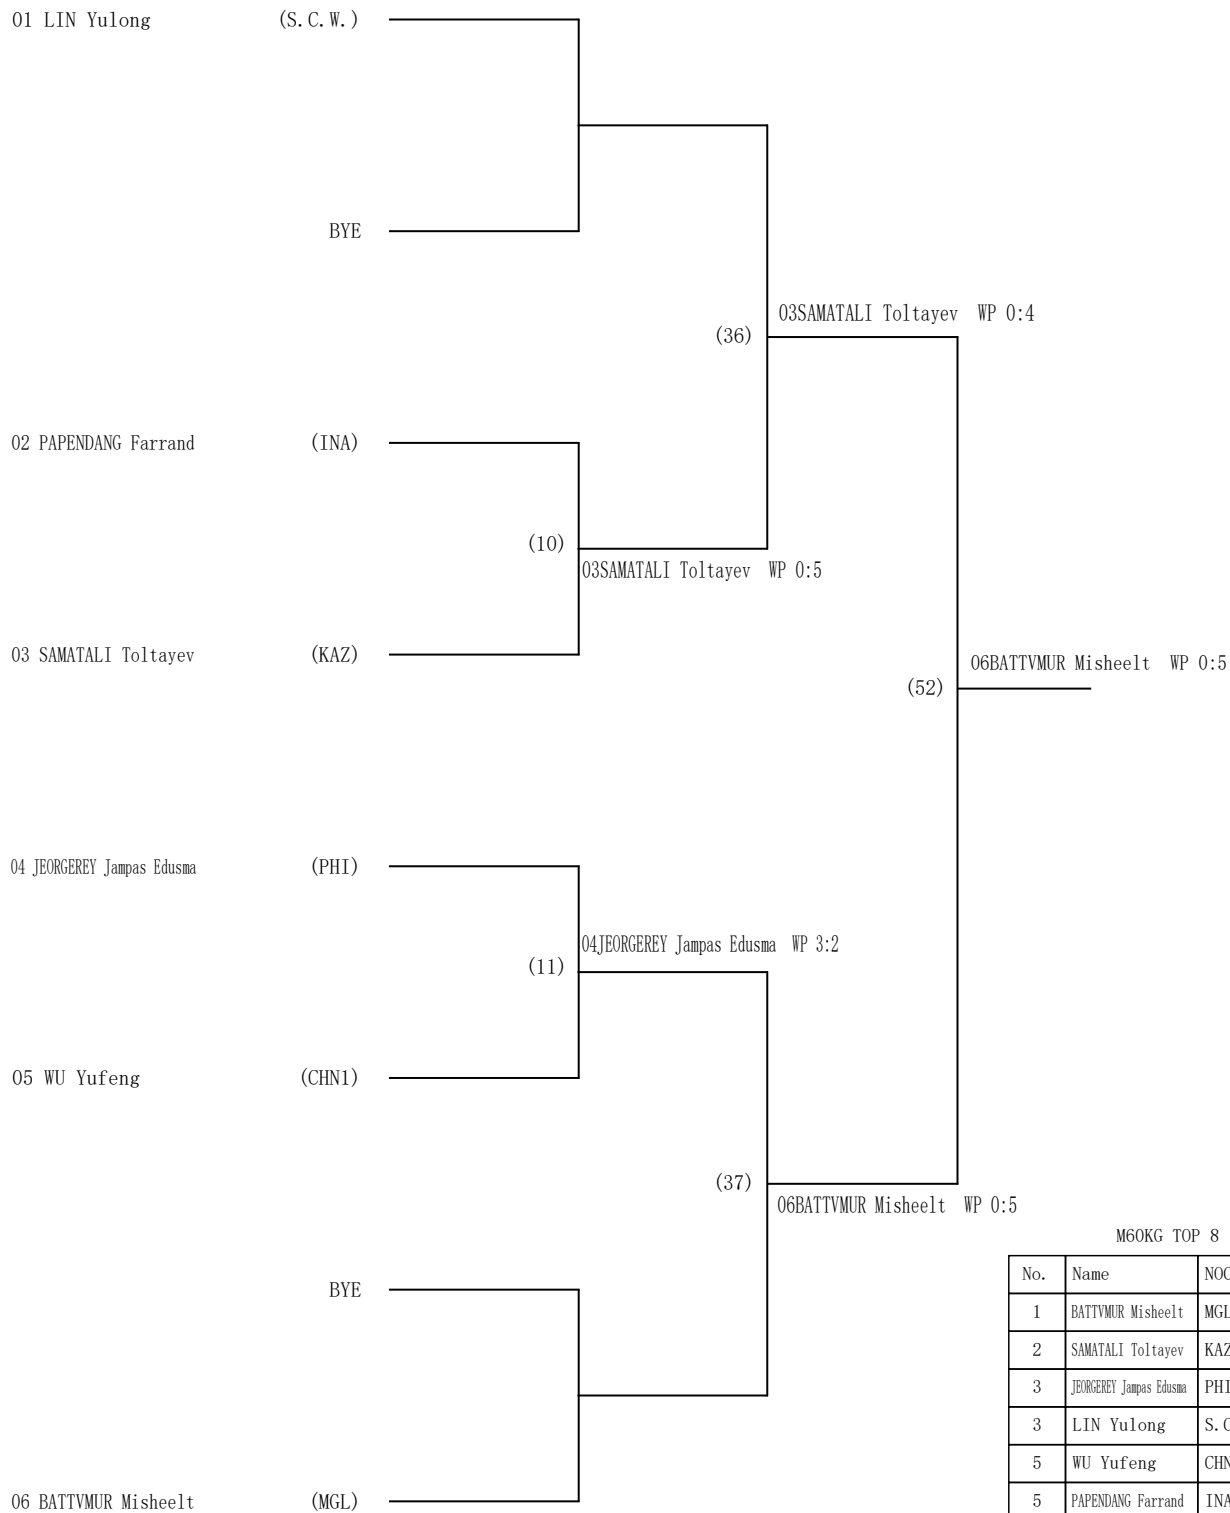 01 LIN Yulong (S.C.W.)
BYE
03SAMATALI Toltayev WP 0:4
(36)
02 PAPENDANG Farrand (INA)
(10)
03SAMATALI Toltayev WP 0:5
03 SAMATALI Toltayev (KAZ)
06BATTVMUR Misheelt WP 0:5
(52)
04 JEORGEREY Jampas Edusma (PHI)
04JEORGEREY Jampas Edusma WP 3:2
(11)
05 WU Yufeng (CHN1)
(37)
06BATTVMUR Misheelt WP 0:5
BYE
06 BATTVMUR Misheelt (MGL)
M60KG TOP 8
No. Name NOC
1 BATTVMUR Misheelt MGL
2 SAMATALI Toltayev KAZ
3 JEORGEREY Jampas Edusma PHI
3 LIN Yulong S.C
5 WU Yufeng CHN
5 PAPENDANG Farrand INA